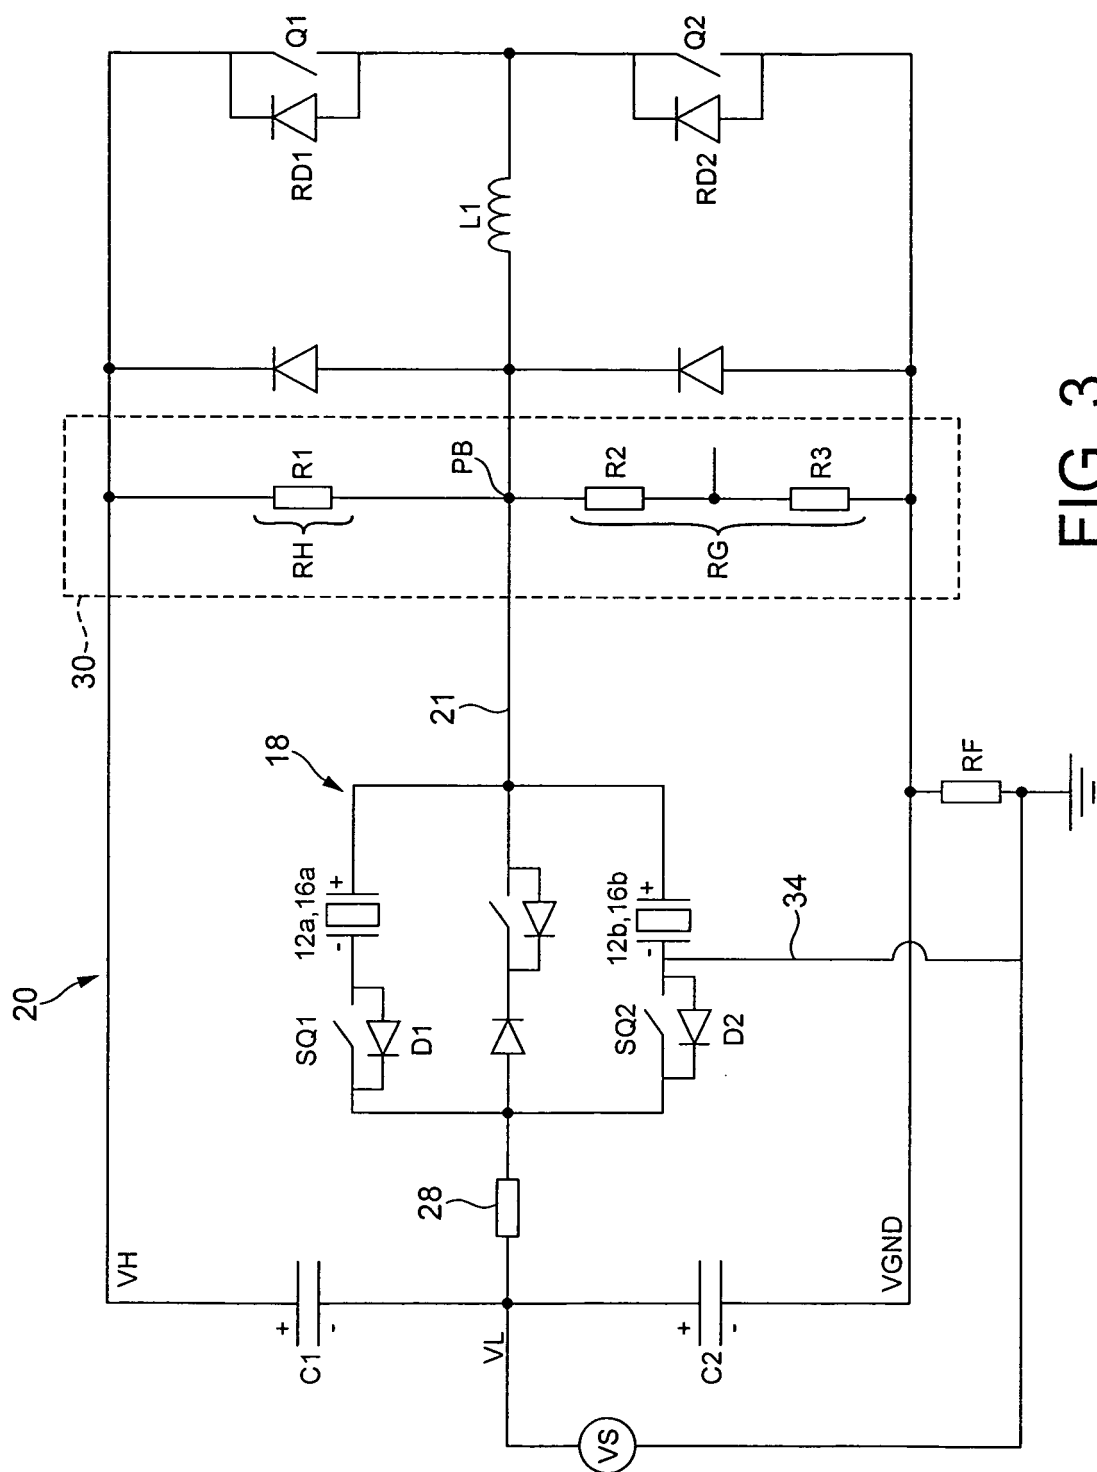 Q1
RD1
Q2
RD2
L1
R1
PB
R2
R3
RH
RG
30
21
18
RF
20
12a,16a
+
-
12b,16b
+
-
34
SQ1
D1
SQ2
D2
28
VH
VGND
+
-
C1
VL
+
-
C2
VS
FIG 3